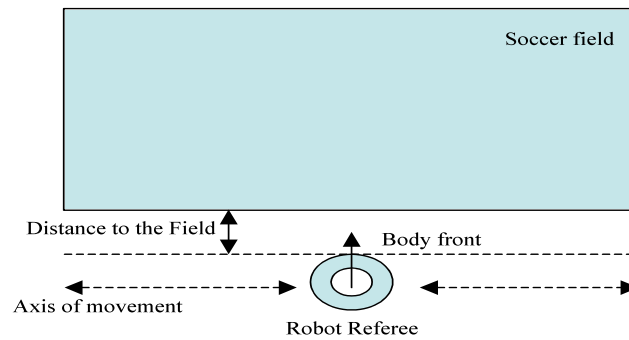 Soccer field
Distance to the Field
Body front
Axis of movement
Robot Referee